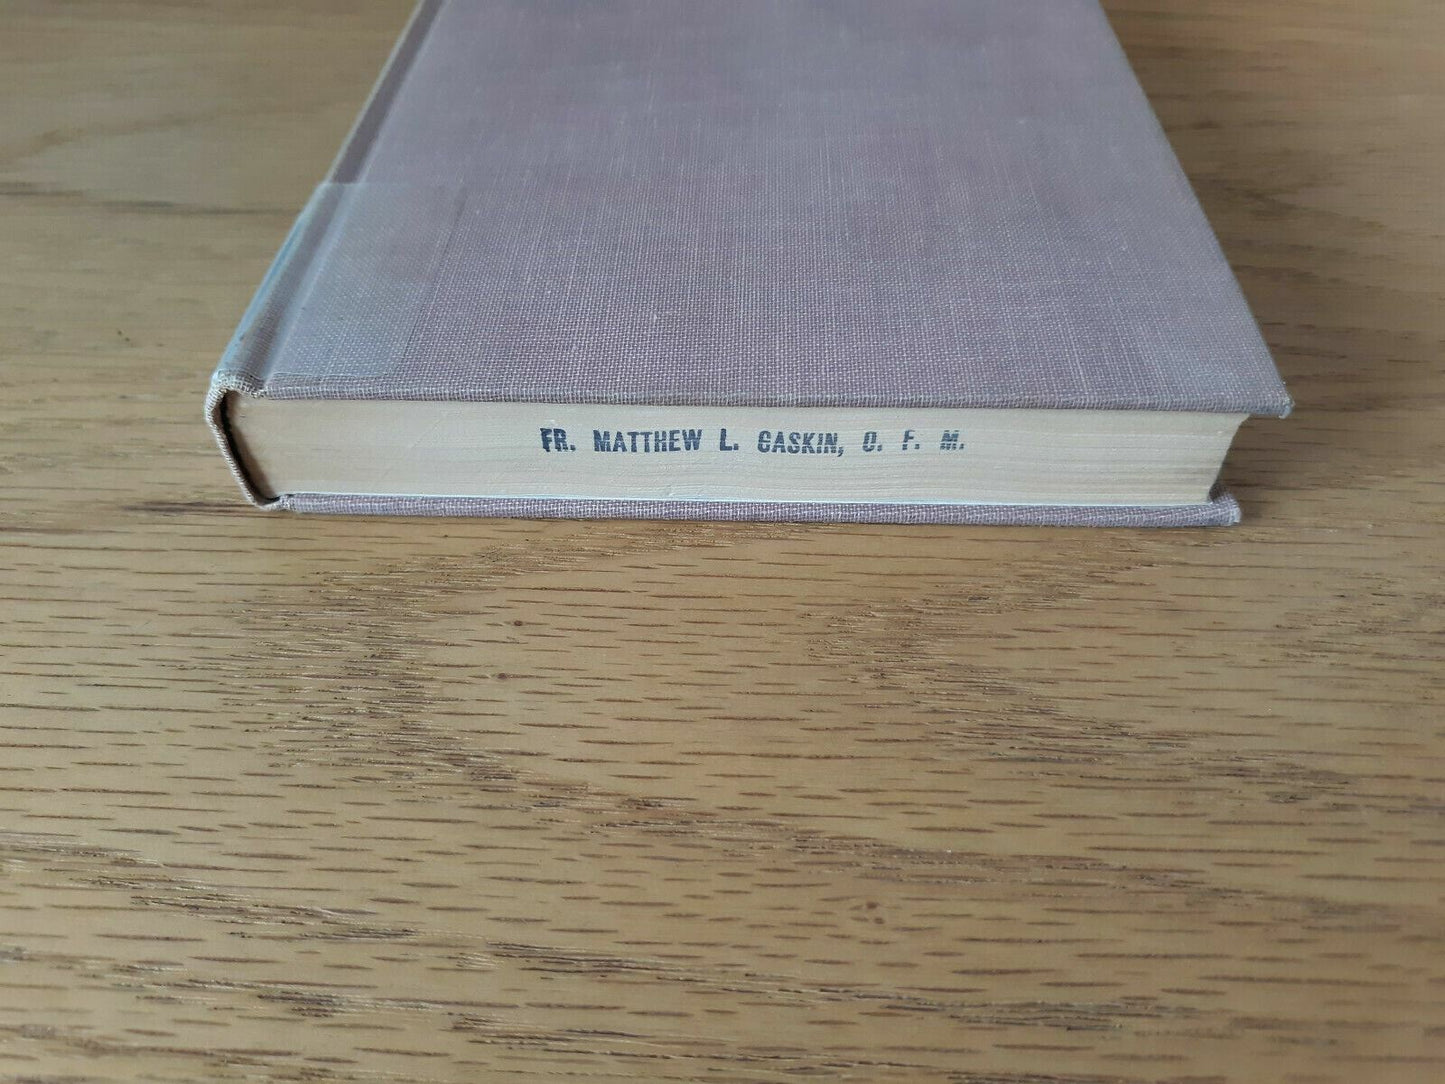 FR. MATTHEW L. GASKIN, O. F. M.